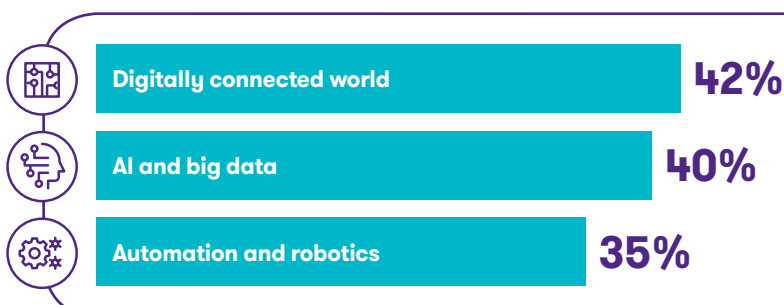 Digitally connected world 42%
AI and big data 40%
Automation and robotics 35%